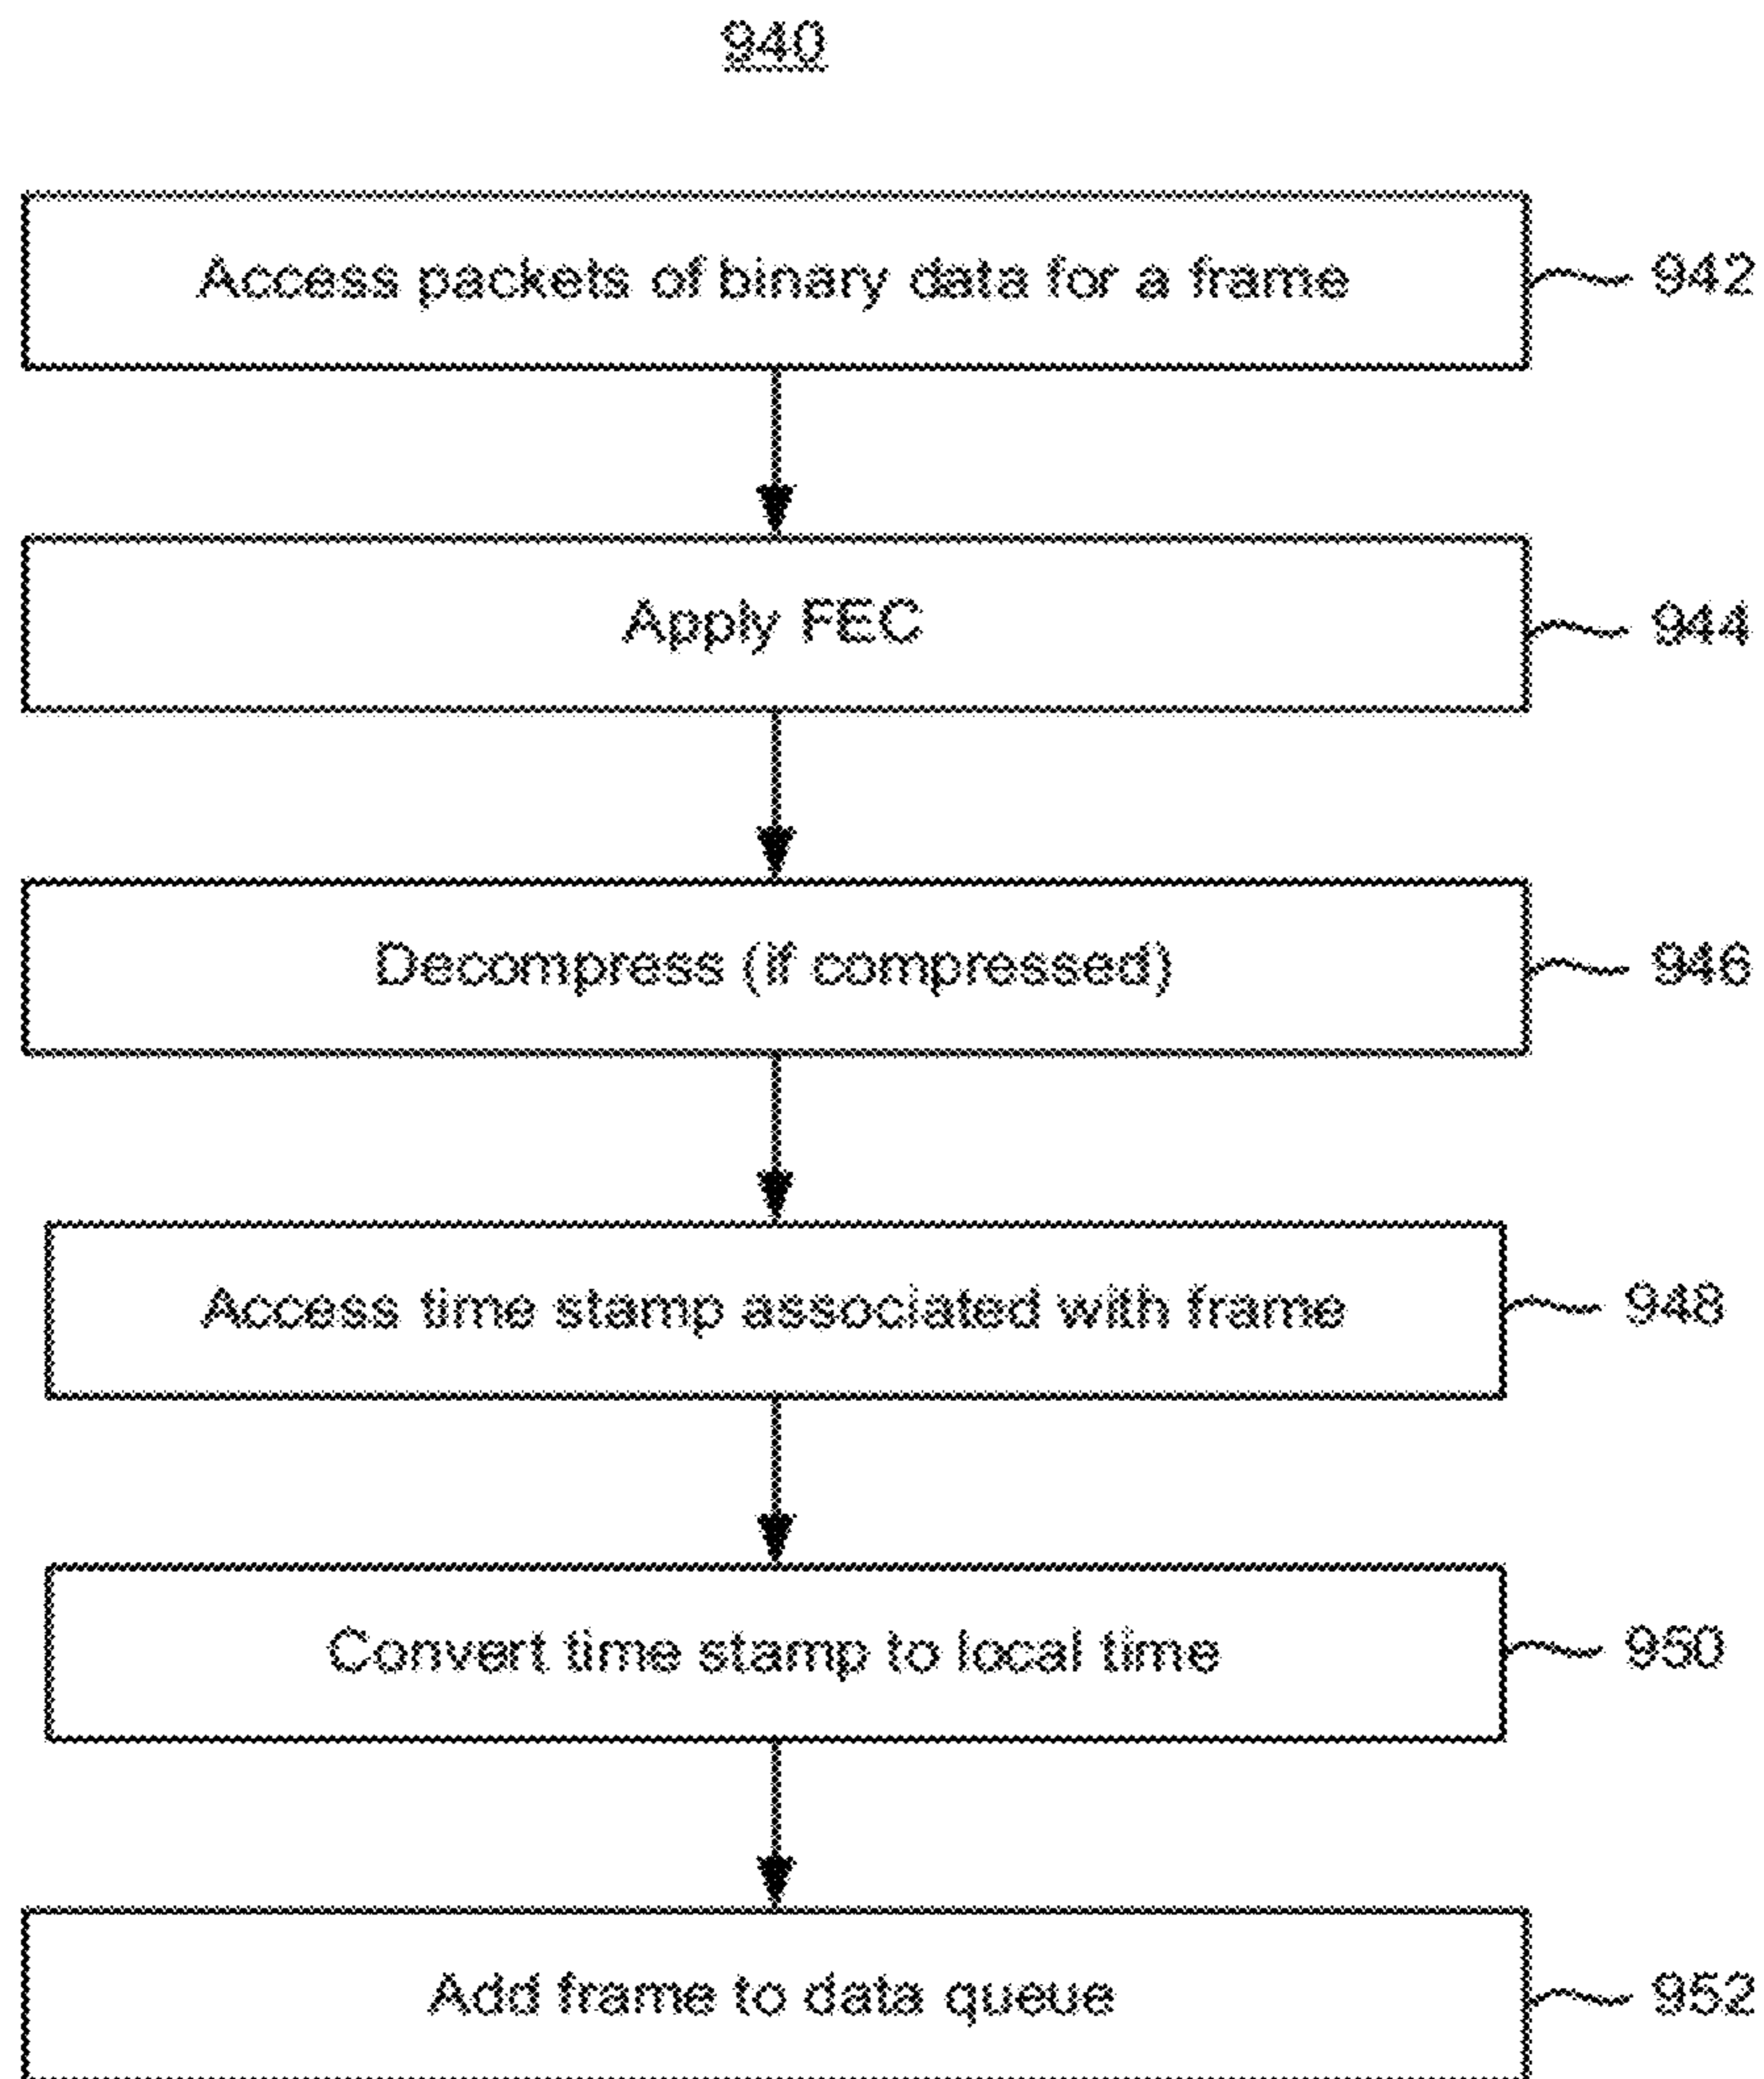 940
Access packets of binary data for a frame
942
Apply FEC
944
Decompress (if compressed)
946
Access time stamp associated with frame
948
Convert time stamp to local time
950
Add frame to data queue
952